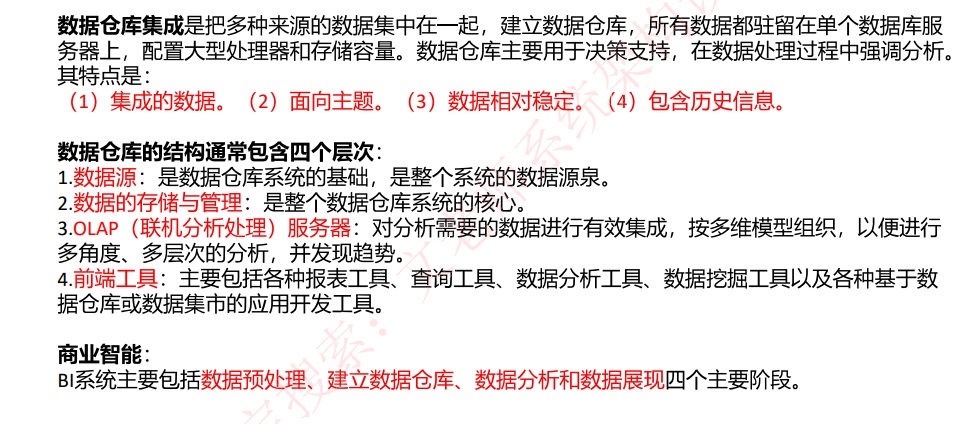 数据仓库集成是把多种来源的数据集中在一起，建立数据仓库，所有数据都驻留在单个数据库服
务器上，配置大型处理器和存储容量。数据仓库主要用于决策支持，在数据处理过程中强调分析。
其特点是：
（1）集成的数据。（2）面向主题。（3）数据相对稳定。（4）包含历史信息。
数据仓库的结构通常包含四个层次：
1.数据源：是数据仓库系统的基础，是整个系统的数据源泉。
2.数据的存储与管理：是整个数据仓库系统的核心。
3.OLAP（联机分析处理）服务器：对分析需要的数据进行有效集成，按多维模型组织，以便进行
多角度、多层次的分析，并发现趋势。
4.前端工具：主要包括各种报表工具、查询工具、数据分析工具、数据挖掘工具以及各种基于数
据仓库或数据集市的应用开发工具。
商业智能：
BI系统主要包括数据预处理、建立数据仓库、数据分析和数据展现四个主要阶段。
搜索：文老师系统架构